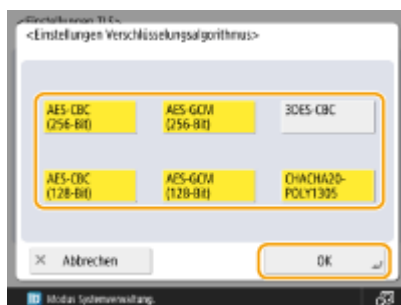 <Einstellungen TLS>
<Einstellungen Verschlüsselungsalgorithmus>
AES-CBC
(256-Bit)
AES-GCM
(256-Bit)
3DES-CBC
AES-CBC
(128-Bit)
AES-GCM
(128-Bit)
CHACHA20-
POLY1305
× Abbrechen
OK
Modus Systemverwaltung.